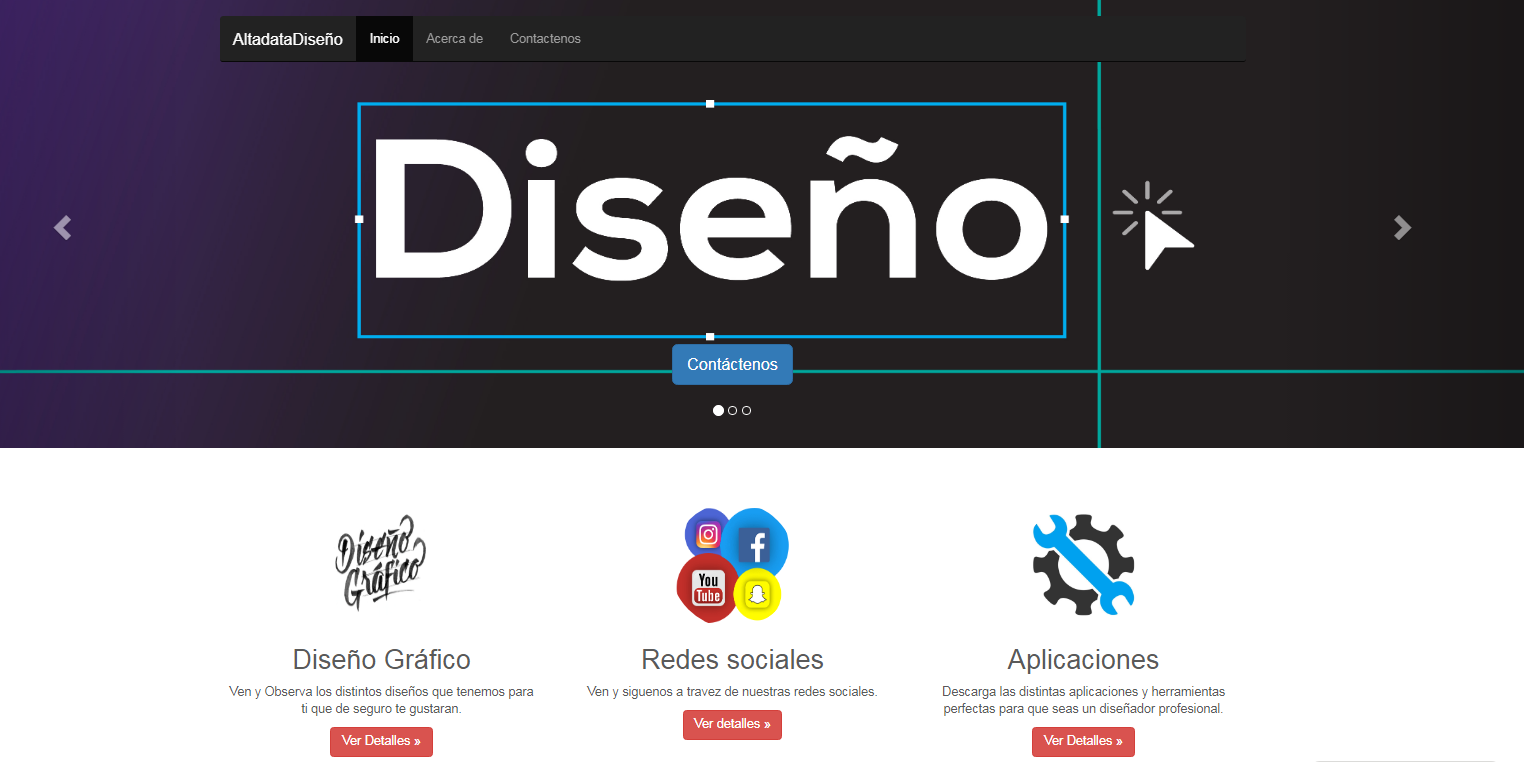 AltadataDiseño Inicio Acerca de Contactenos
Diseño
Contáctenos
Diseño
Gráfico
You
Tube
Diseño Gráfico
Ven y Observa los distintos diseños que tenemos para
ti que de seguro te gustaran.
Ver Detalles »
Redes sociales
Ven y siguenos a travez de nuestras redes sociales.
Ver detalles »
Aplicaciones
Descarga las distintas aplicaciones y herramientas
perfectas para que seas un diseñador profesional.
Ver Detalles »